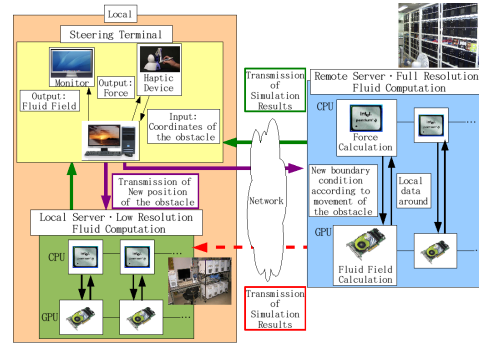 Local
Steering Terminal
Monitor
Haptic
Device
Output:
Fluid Field
Output:
Force
Input:
Coordinates of
the obstacle
Transmission of
New position
of the obstacle
Local Server・Low Resolution
Fluid Computation
CPU
GPU
Transmission
of
Simulation
Results
Network
Transmission
of
Simulation
Results
Remote Server・Full Resolution
Fluid Computation
CPU
Force
Calculation
New boundary
condition
according to
movement of
the obstacle
Local
data
around
GPU
Fluid Field
Calculation